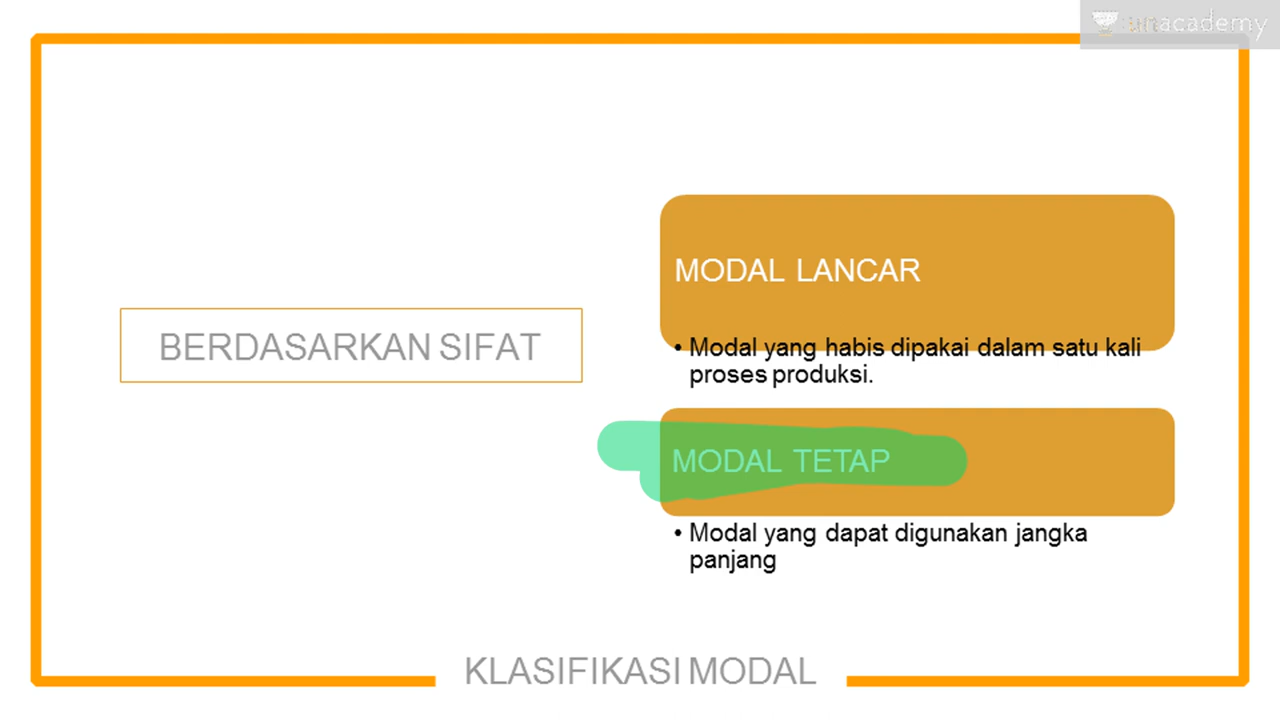 unacademy
MODAL LANCAR
BERDASARKAN SIFAT
• Modal yang habis dipakai dalam satu kali
proses produksi.
MODAL TETAP
• Modal yang dapat digunakan jangka
panjang
KLASIFIKASI MODAL